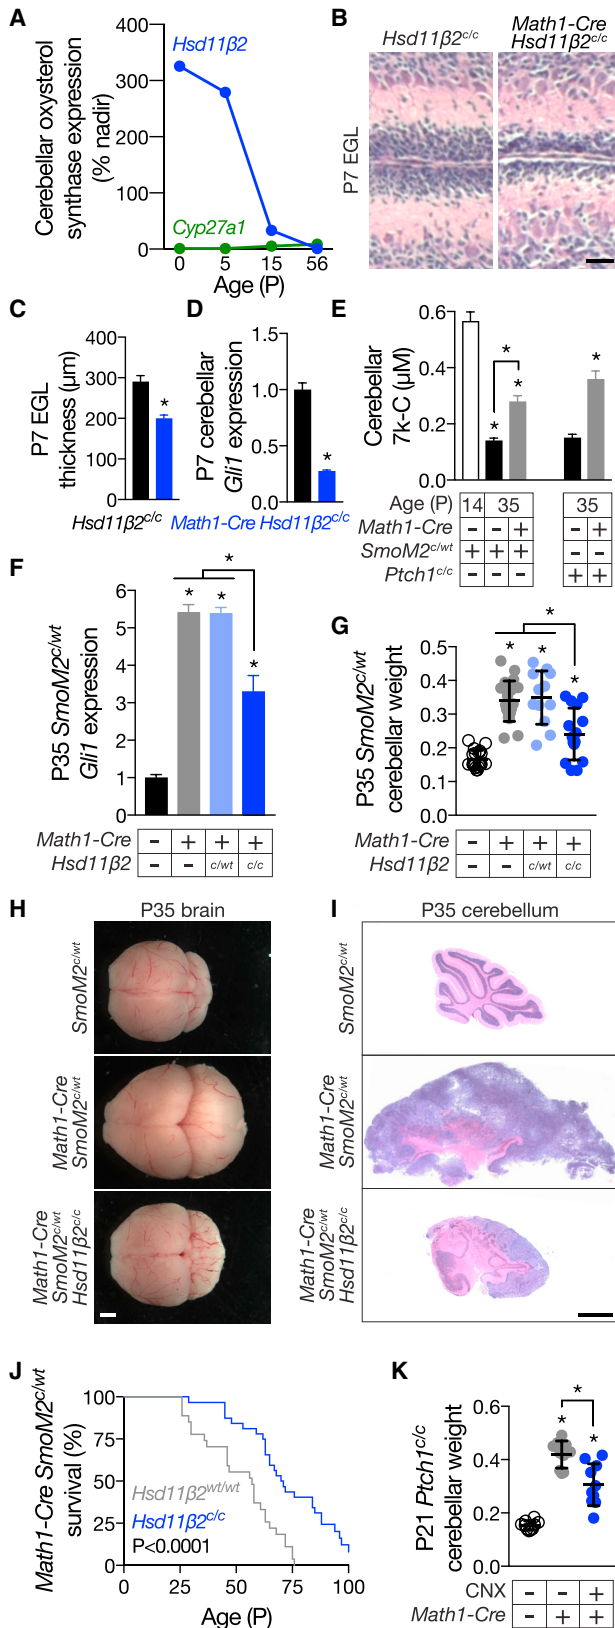 A
Cerebellar oxysterol
synthase expression
(% nadir)
400
300
200
100
0
Hsd11β2
Cyp27a1
0 5 15 56
Age (P)
B
Hsd11β2c/c
Math1-Cre
Hsd11β2c/c
P7 EGL
C
P7 EGL
thickness (μm)
400
300
200
100
0
*
D
P7 cerebellar
Gli1 expression
1.5
1.0
0.5
0.0
*
Hsd11β2c/c
Math1-Cre Hsd11β2c/c
E
Cerebellar
7k-C (μM)
0.6
0.4
0.2
0.0
* * * *
Age (P) 14 35 35
Math1-Cre − − + − +
SmoM2c/wt + + + − −
Ptch1c/c − − − + +
F
P35 SmoM2c/wt
Gli1 expression
6
5
4
3
2
1
0
* * * *
Math1-Cre − + + +
Hsd11β2 − − c/wt c/c
G
P35 SmoM2c/wt
cerebellar weight
0.5
0.4
0.3
0.2
0.1
0.0
* * * *
Math1-Cre − + + +
Hsd11β2 − − c/wt c/c
H
P35 brain
SmoM2c/wt
Math1-Cre
SmoM2c/wt
Math1-Cre
SmoM2c/wt
Hsd11β2c/c
I
P35 cerebellum
SmoM2c/wt
Math1-Cre
SmoM2c/wt
Math1-Cre
SmoM2c/wt
Hsd11β2c/c
J
Math1-Cre SmoM2c/wt
survival (%)
100
75
50
25
0
Hsd11β2wt/wt
Hsd11β2c/c
P<0.0001
0 25 50 75 100
Age (P)
K
P21 Ptch1c/c
cerebellar weight
0.6
0.4
0.2
0.0
* * *
CNX − − +
Math1-Cre − + +